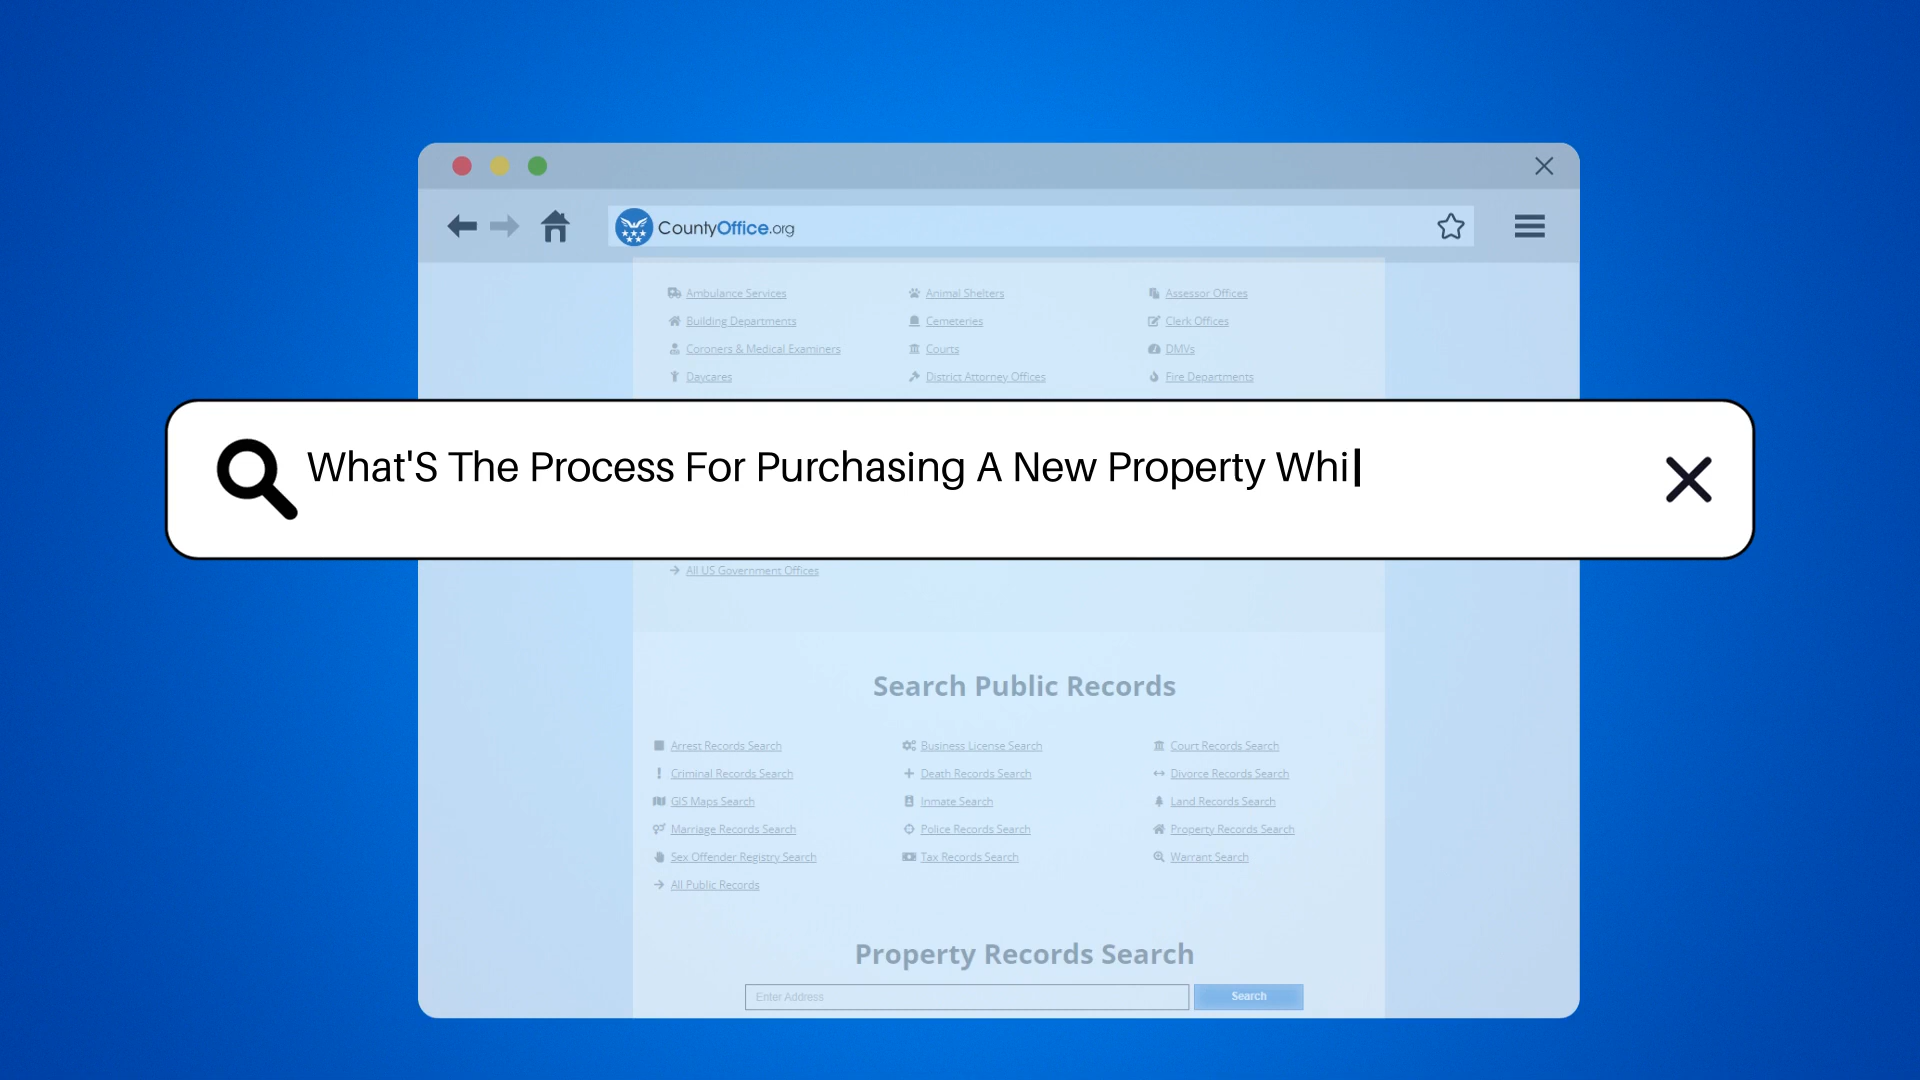 CountyOffice.org
Ambulance Services Animal Shelters Assessor Offices
Building Departments Cemeteries Clerk Offices
Coroners & Medical Examiners Courts DMVs
Daycares District Attorney Offices Fire Departments
What'S The Process For Purchasing A New Property Whi
All US Government Offices
Search Public Records
Arrest Records Search Business License Search Court Records Search
Criminal Records Search Death Records Search Divorce Records Search
GIS Maps Search Inmate Search Land Records Search
Marriage Records Search Police Records Search Property Records Search
Sex Offender Registry Search Tax Records Search Warrant Search
All Public Records
Property Records Search
Enter Address Search